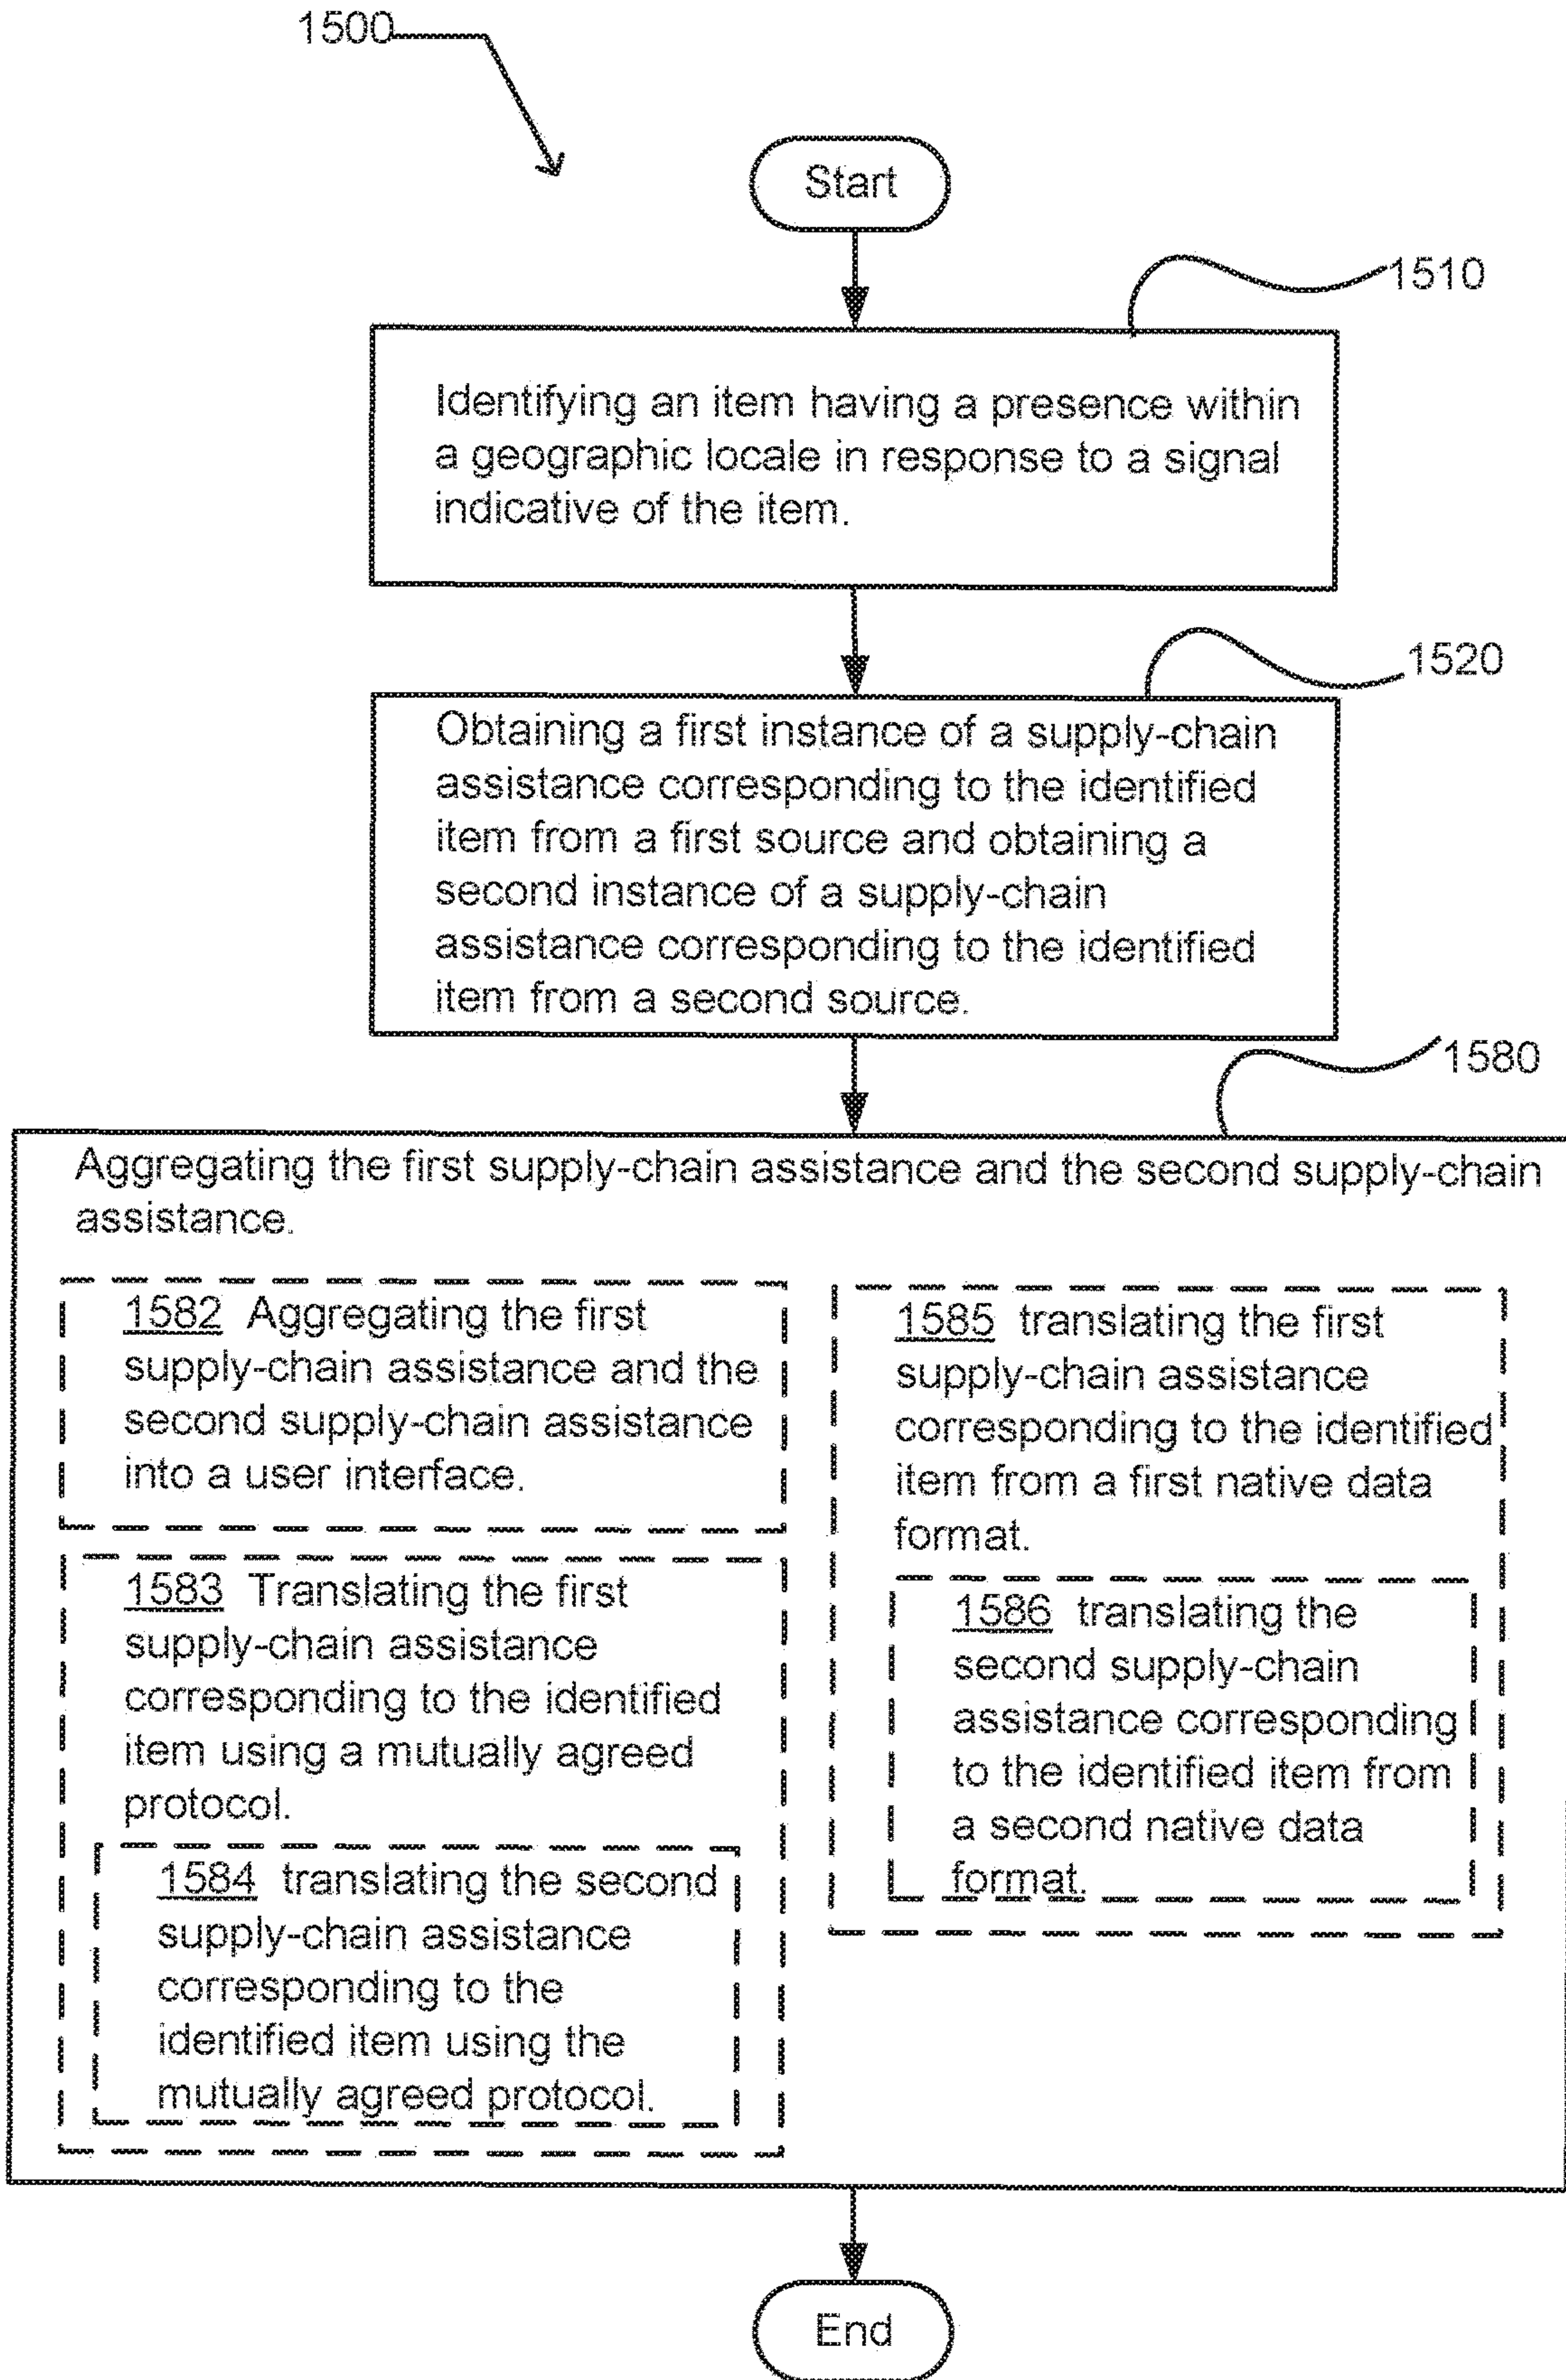 1500
Start
1510
Identifying an item having a presence within
a geographic locale in response to a signal
indicative of the item.
1520
Obtaining a first instance of a supply-chain
assistance corresponding to the identified
item from a first source and obtaining a
second instance of a supply-chain
assistance corresponding to the identified
item from a second source.
1580
Aggregating the first supply-chain assistance and the second supply-chain
assistance.
1582 Aggregating the first
supply-chain assistance and the
second supply-chain assistance
into a user interface.
1583 Translating the first
supply-chain assistance
corresponding to the identified
item using a mutually agreed
protocol.
1584 translating the second
supply-chain assistance
corresponding to the
identified item using the
mutually agreed protocol.
1585 translating the first
supply-chain assistance
corresponding to the identified
item from a first native data
format.
1586 translating the
second supply-chain
assistance corresponding
to the identified item from
a second native data
format.
End